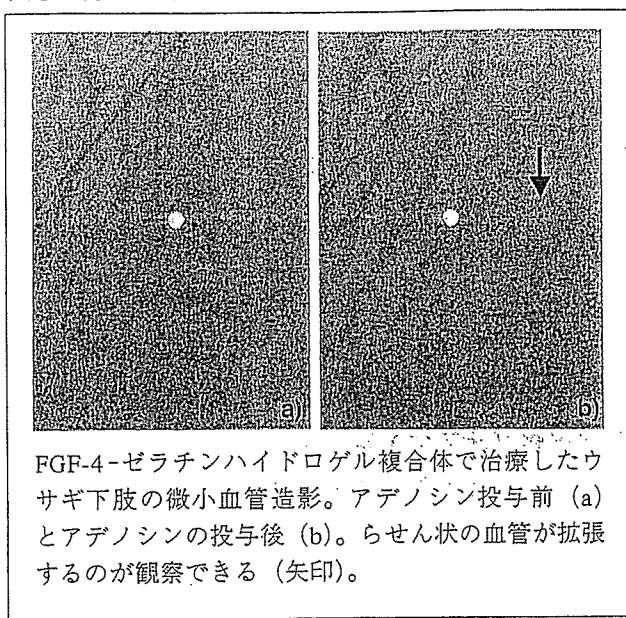 a)
b)
FGF-4-ゼラチンハイドロゲル複合体で治療したウ
サギ下肢の微小血管造影。アデノシン投与前 (a)
とアデノシンの投与後 (b)。らせん状の血管が拡張
するのが観察できる (矢印)。